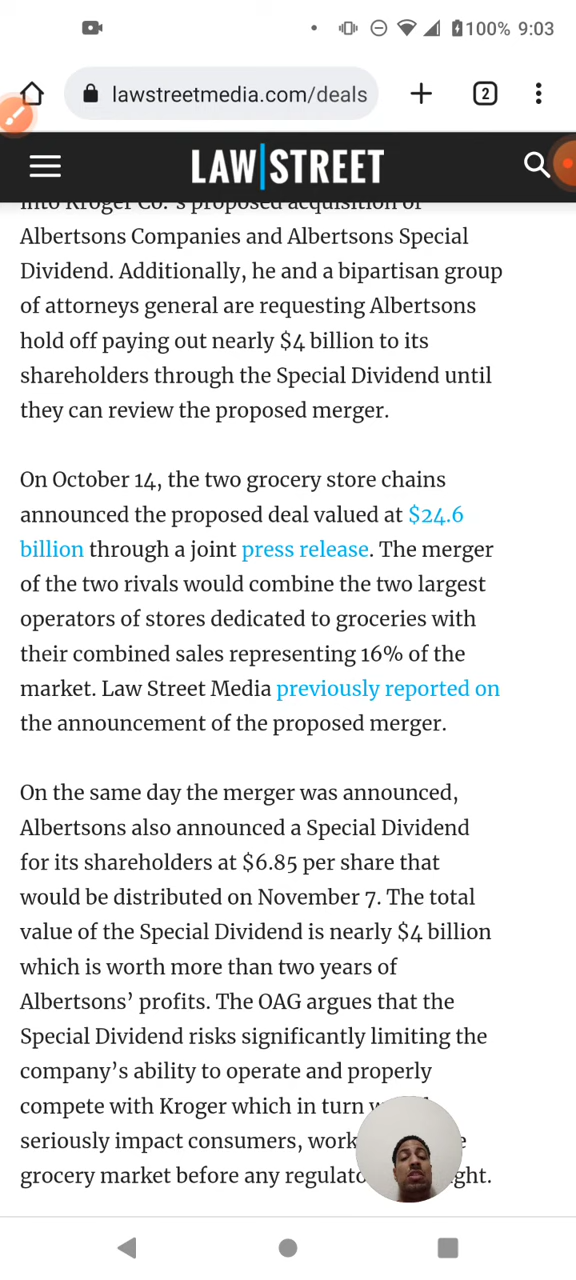 100% 9:03
lawstreetmedia.com/deals
2
LAW|STREET
into Kroger Co.'s proposed acquisition of
Albertsons Companies and Albertsons Special
Dividend. Additionally, he and a bipartisan group
of attorneys general are requesting Albertsons
hold off paying out nearly $4 billion to its
shareholders through the Special Dividend until
they can review the proposed merger.
On October 14, the two grocery store chains
announced the proposed deal valued at $24.6
billion through a joint press release. The merger
of the two rivals would combine the two largest
operators of stores dedicated to groceries with
their combined sales representing 16% of the
market. Law Street Media previously reported on
the announcement of the proposed merger.
On the same day the merger was announced,
Albertsons also announced a Special Dividend
for its shareholders at $6.85 per share that
would be distributed on November 7. The total
value of the Special Dividend is nearly $4 billion
which is worth more than two years of
Albertsons' profits. The OAG argues that the
Special Dividend risks significantly limiting the
company's ability to operate and properly
compete with Kroger which in turn
seriously impact consumers,
grocery market before any